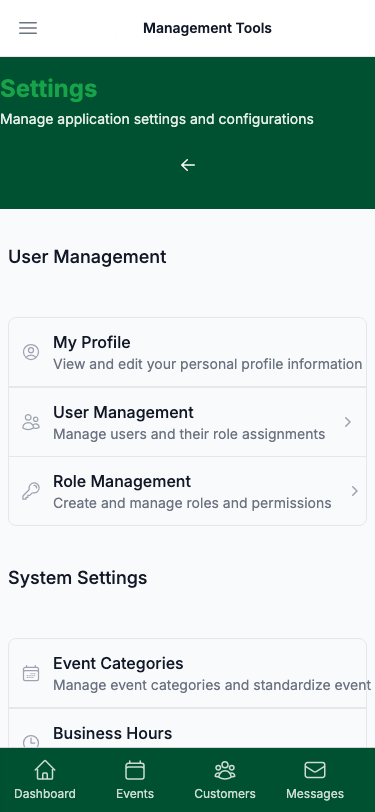 Management Tools
Settings
Manage application settings and configurations
User Management
My Profile
View and edit your personal profile information
User Management
Manage users and their role assignments
Role Management
Create and manage roles and permissions
System Settings
Event Categories
Manage event categories and standardize event
Business Hours
Dashboard
Events
Customers
Messages